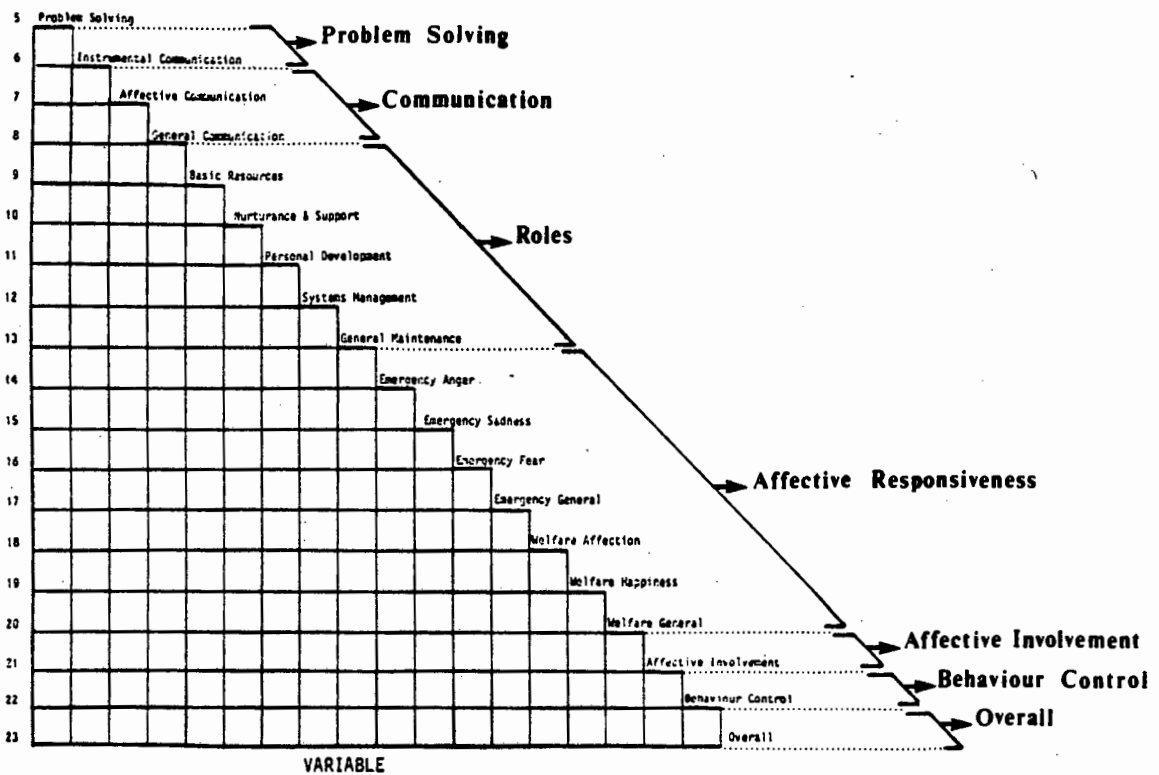 5 Problem Solving
Problem Solving
6 Instrumental Communication
7 Affective Communication
Communication
8 General Communication
9 Basic Resources
10 Nurturance & Support
Roles
11 Personal Development
12 Systems Management
13 General Maintenance
14 Emergency Anger
15 Emergency Sadness
16 Emergency Fear
Affective Responsiveness
17 Emergency General
18 Welfare Affection
19 Welfare Happiness
20 Welfare General
Affective Involvement
21 Affective Involvement
Behaviour Control
22 Behaviour Control
Overall
23 Overall
VARIABLE